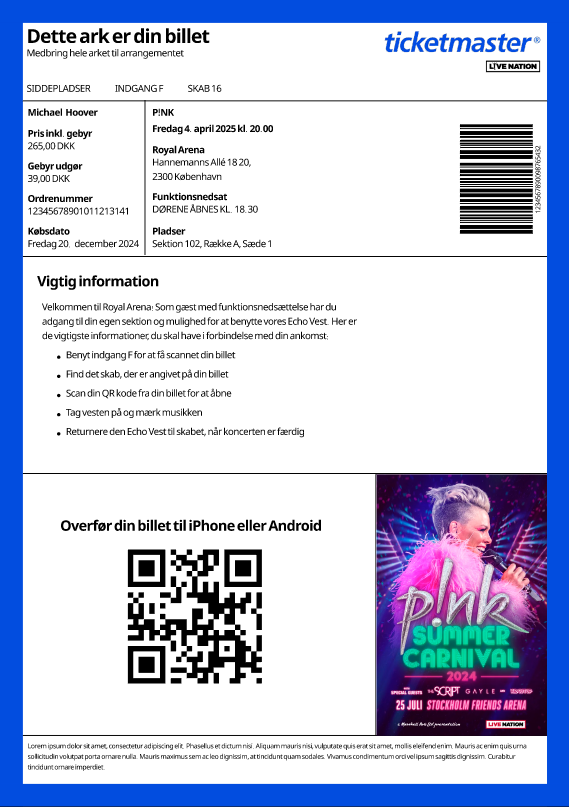 Dette ark er din billet
Medbring hele arket til arrangementet
ticketmaster®
LIVE NATION
SIDDEPLADSER INDGANG F SKAB 16
Michael Hoover
Pris inkl. gebyr
265,00 DKK
Gebyr udgør
39,00 DKK
Ordrenummer
12345678901011213141
Købsdato
Fredag 20. december 2024
P!NK
Fredag 4. april 2025 kl. 20.00
Royal Arena
Hannemanns Allé 18 20,
2300 København
Funktionsnedsat
DØRENE ÅBNES KL. 18.30
Pladser
Sektion 102, Række A, Sæde 1
Vigtig information
Velkommen til Royal Arena: Som gæst med funktionsnedsættelse har du
adgang til din egen sektion og mulighed for at benytte vores Echo Vest. Her er
de vigtigste informationer, du skal have i forbindelse med din ankomst:
• Benyt indgang F for at få scannet din billet
• Find det skab, der er angivet på din billet
• Scan din QR kode fra din billet for at åbne
• Tag vesten på og mærk musikken
• Returnere den Echo Vest til skabet, når koncerten er færdig
Overfør din billet til iPhone eller Android
p!nk
SUMMER
CARNIVAL
2024
SPECIAL GUESTS THE SCRIPT GAYLE AND
25 JULI STOCKHOLM FRIENDS ARENA
a Marshall Arts Ltd presentation LIVE NATION
Lorem ipsum dolor sit amet, consectetur adipiscing elit. Phasellus et dictum nisi. Aliquam mauris nisi, vulputate quis erat sit amet, mollis eleifend enim. Mauris ac enim quis urna
sollicitudin volutpat porta ornare nulla. Mauris maximus sem ac leo dignissim, at tincidunt quam sodales. Vivamus condimentum orci vel ipsum sagittis dignissim. Curabitur
tincidunt ornare imperdiet.